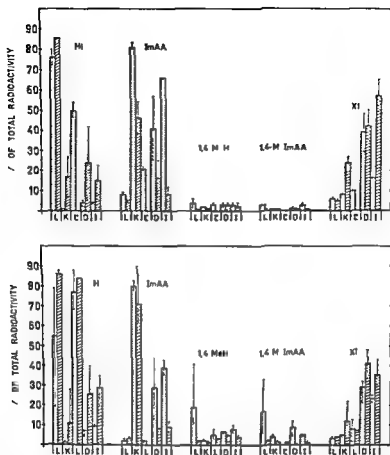 / OF TOTAL RADIOACTIVITY
90
80
70
60
50
40
30
20
10
Hi
ImAA
1,4 M H
1,4-M ImAA
X1
L K C D I
L K C D I
L K C D I
L K C D I
L K C D I
/ OF TOTAL RADIOACTIVITY
90
80
70
60
50
40
30
20
10
H
ImAA
1,4 MeH
1,4 M ImAA
X?
L K C D I
L K C D I
L K C D I
L K C D I
L K C D I